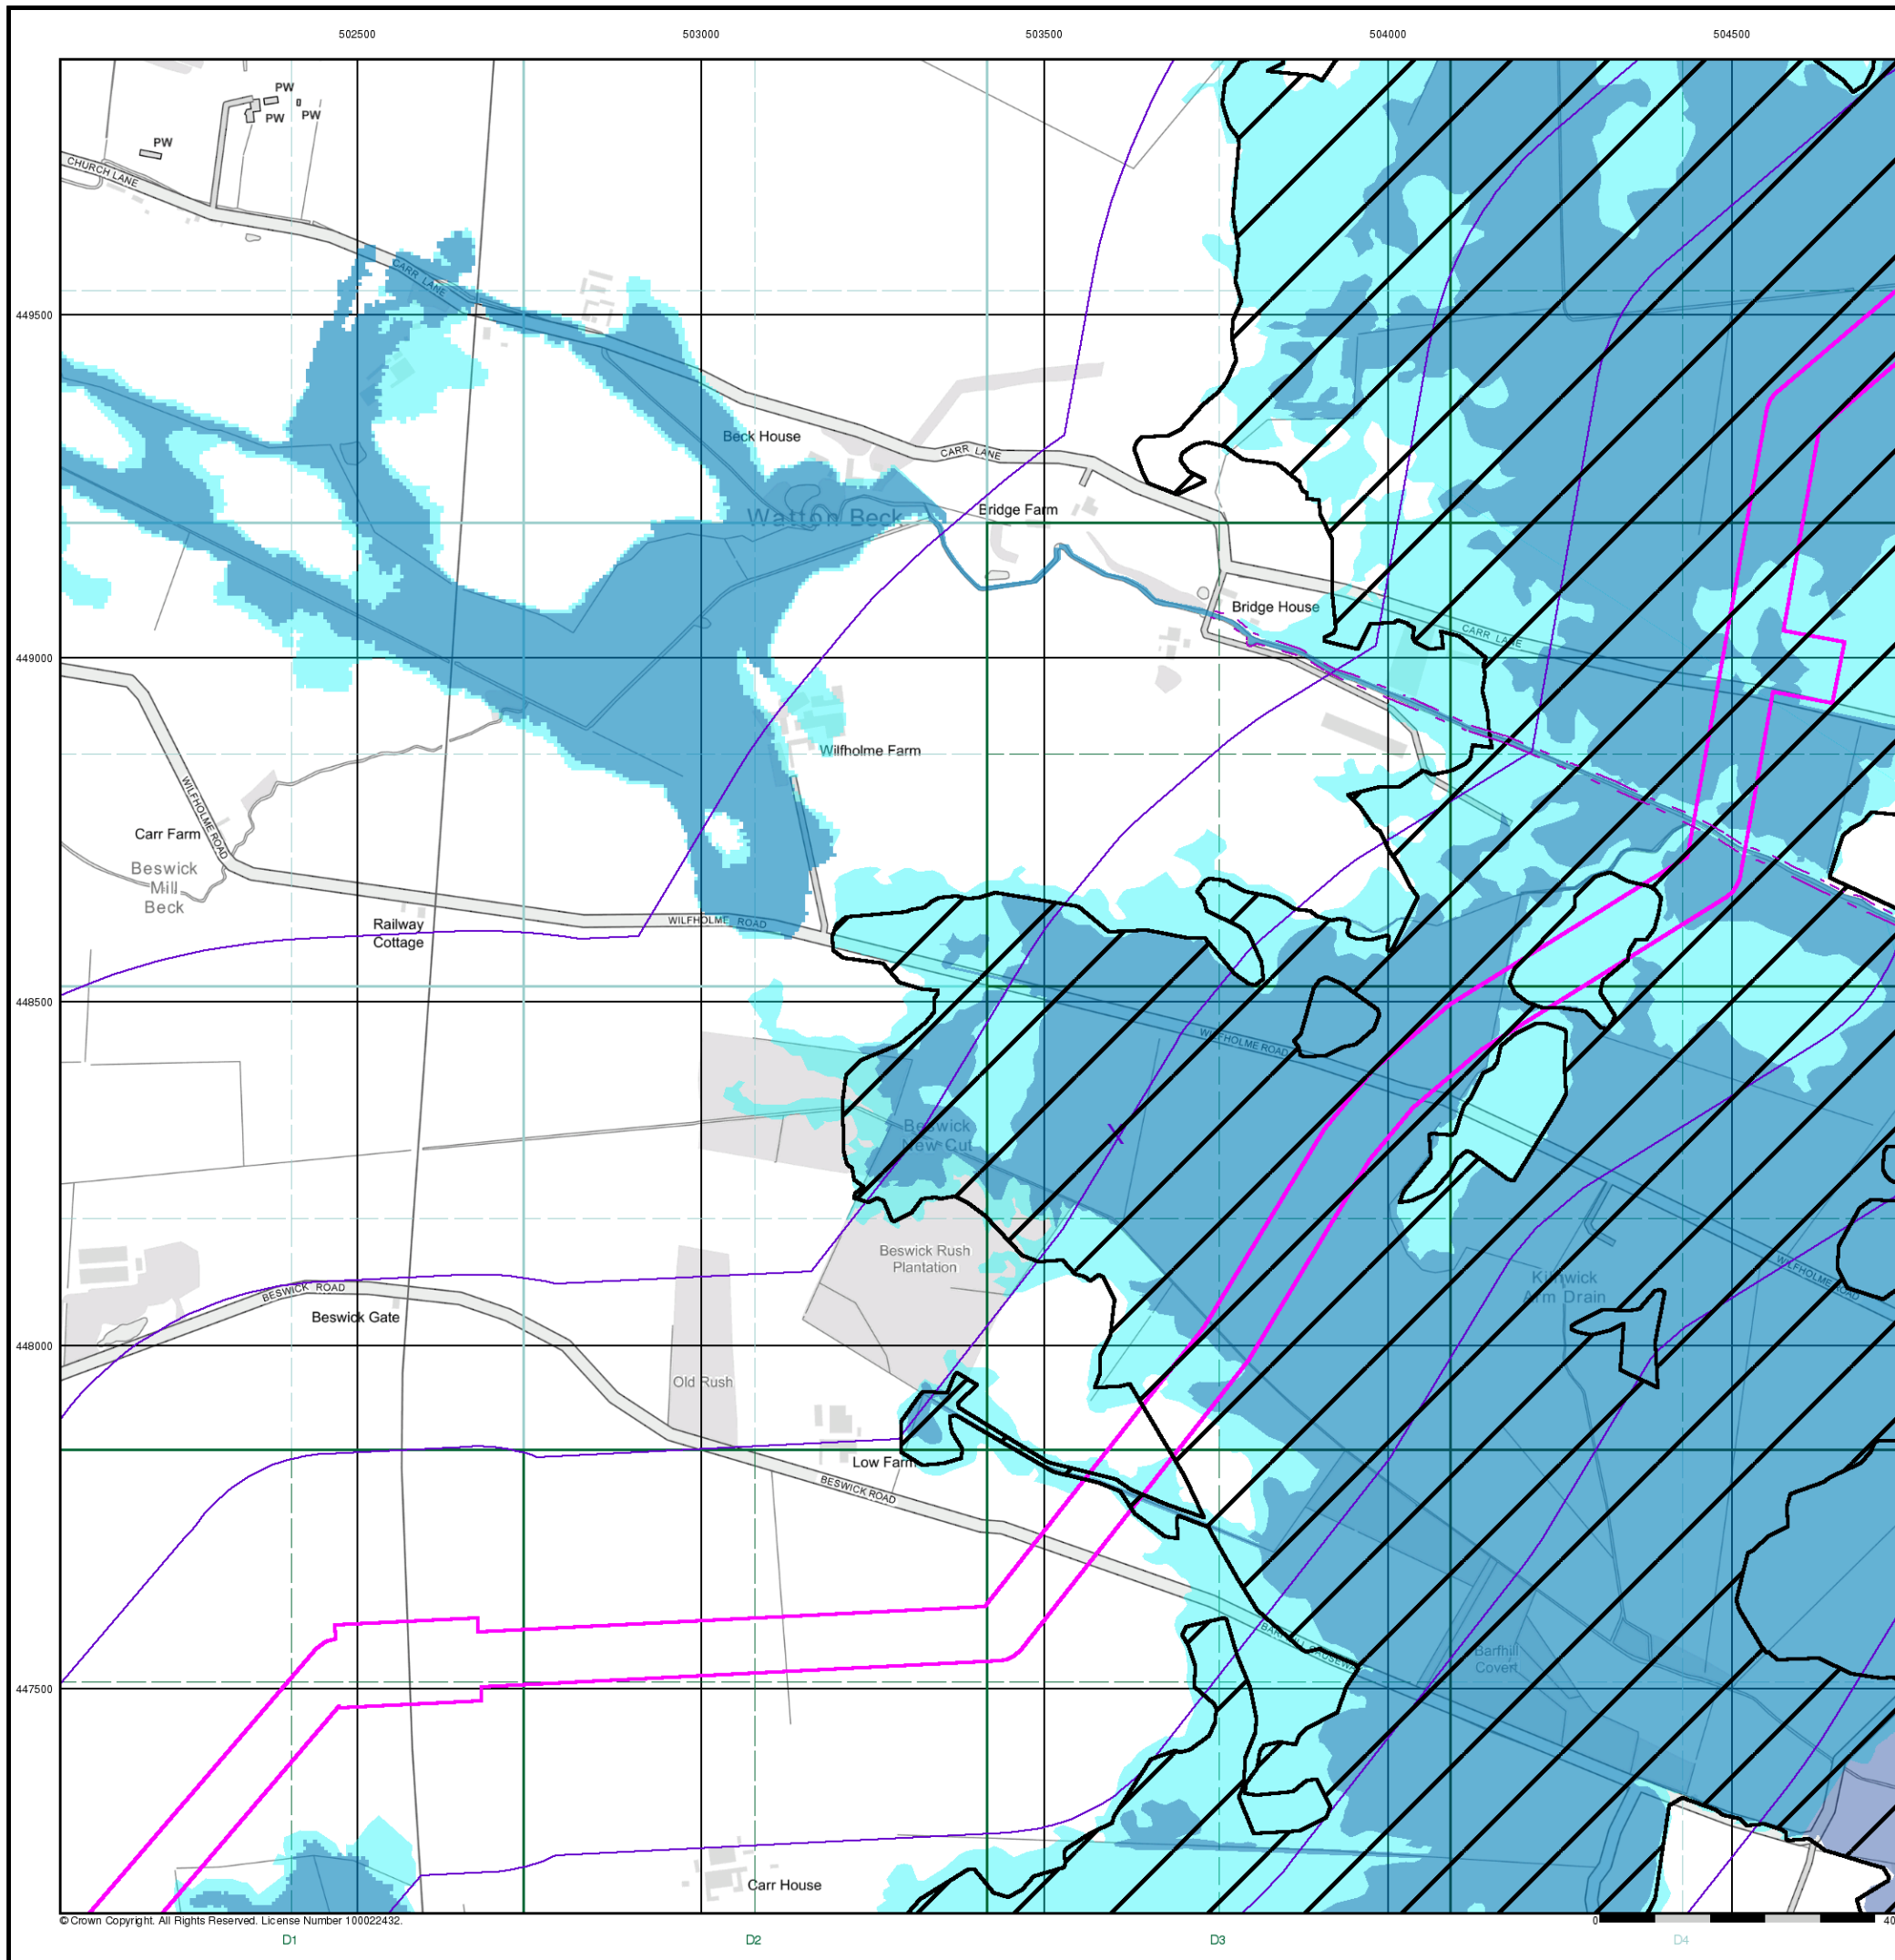 502500 503000 503500 504000 504500
PW
PW
PW
PW
CHURCH LANE
CARR LANE
449500
Beck House
CARR LANE
Watton Beck
Bridge Farm
Bridge House
CARR LANE
449000
Wilfholme Farm
WILFHOLME ROAD
Carr Farm
Beswick
Mill
Beck
Railway
Cottage
WILFHOLME ROAD
448500
WILFHOLME ROAD
Beswick
New Cut
X
Beswick Rush
Plantation
Kilnwick
Arm Drain
WILFHOLME ROAD
BESWICK ROAD
Beswick Gate
448000
Old Rush
Low Farm
BESWICK ROAD
BARFHILL CAUSEWAY
Barfhill
Covert
447500
Carr House
© Crown Copyright. All Rights Reserved. License Number 100022432.
0 40
D1 D2 D3 D4